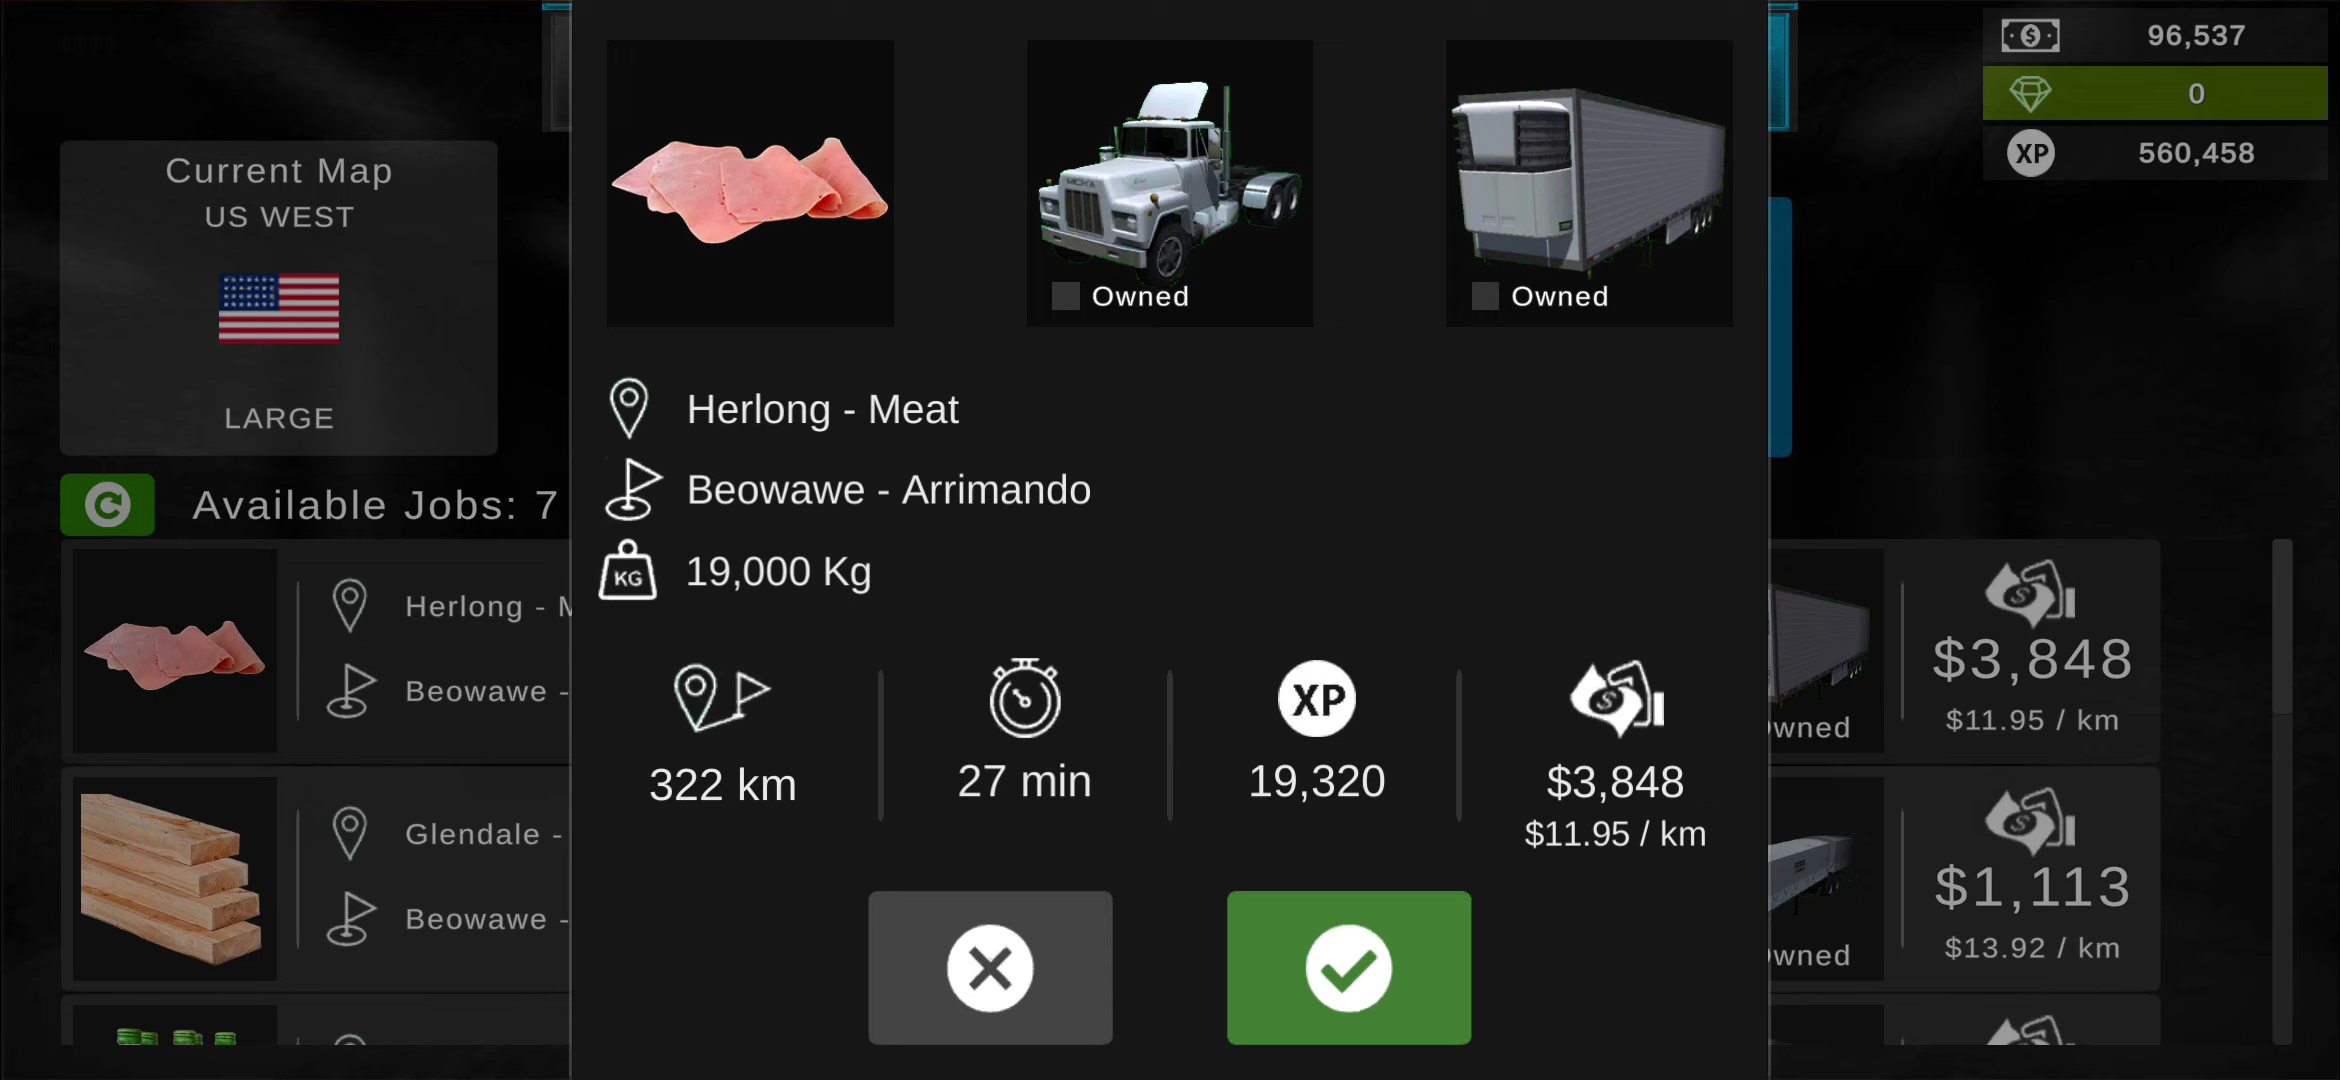 96,537
0
XP 560,458
Current Map
US WEST
LARGE
Available Jobs: 7
Owned
Owned
Herlong - Meat
Beowawe - Arrimando
KG 19,000 Kg
322 km
27 min
XP
19,320
$3,848
$11.95 / km
Herlong - M
Beowawe -
Glendale -
Beowawe -
wned
$3,848
$11.95 / km
wned
$1,113
$13.92 / km